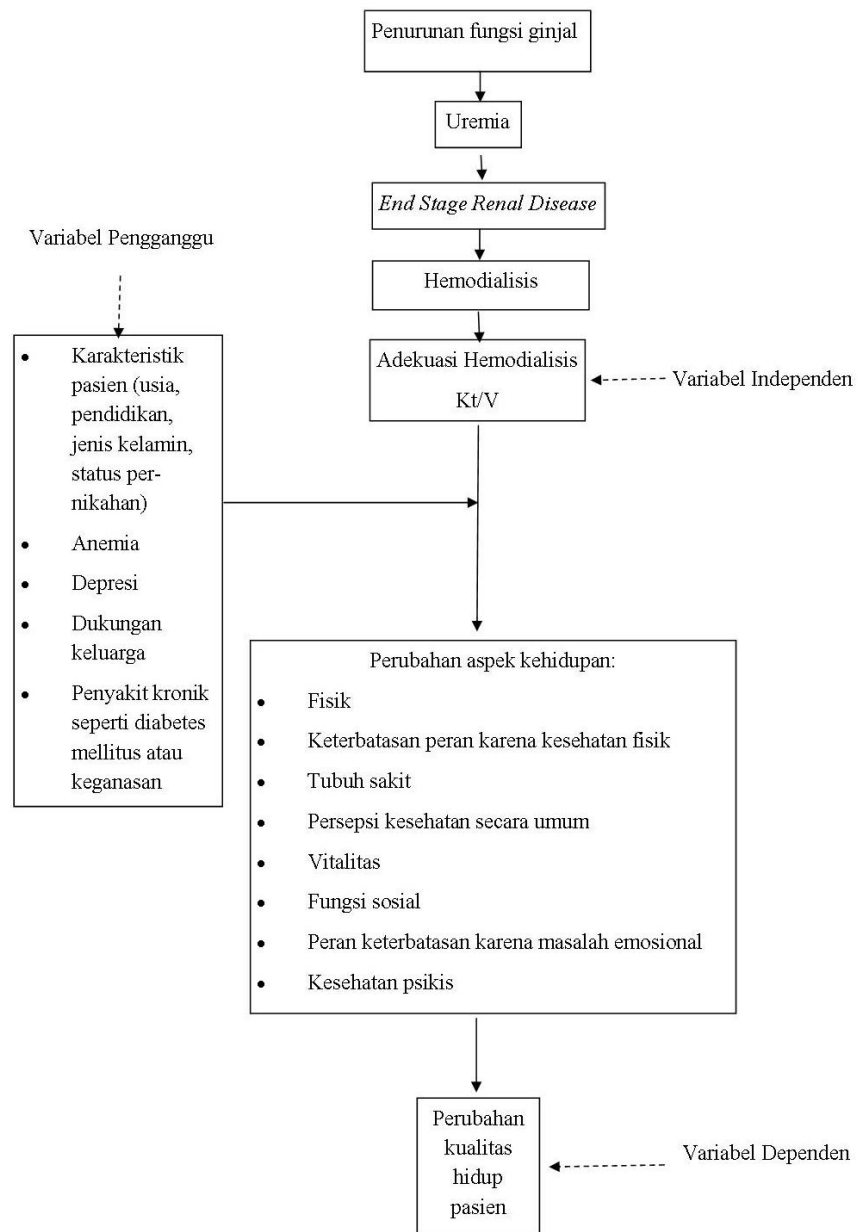 Penurunan fungsi ginjal
Uremia
End Stage Renal Disease
Variabel Pengganggu
Hemodialisis
• Karakteristik
pasien (usia,
pendidikan,
jenis kelamin,
status per-
nikahan)
• Anemia
• Depresi
• Dukungan
keluarga
• Penyakit kronik
seperti diabetes
mellitus atau
keganasan
Adekuasi Hemodialisis
Kt/V
Variabel Independen
Perubahan aspek kehidupan:
• Fisik
• Keterbatasan peran karena kesehatan fisik
• Tubuh sakit
• Persepsi kesehatan secara umum
• Vitalitas
• Fungsi sosial
• Peran keterbatasan karena masalah emosional
• Kesehatan psikis
Perubahan
kualitas
hidup
pasien
Variabel Dependen